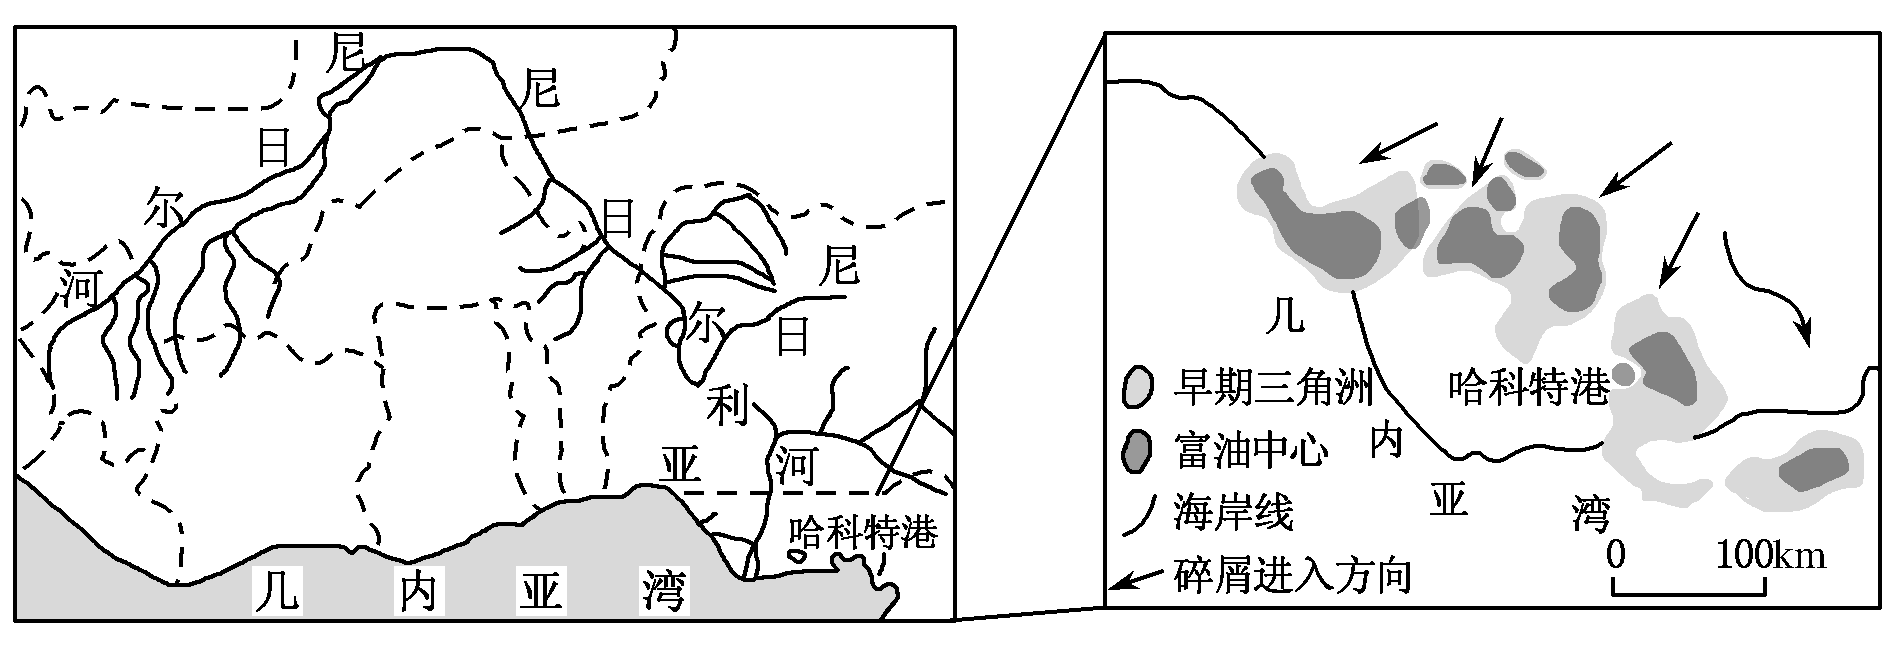 尼日尔河
尼日尔
尼日利亚
河
哈科特港
几内亚湾
几内亚湾
哈科特港
早期三角洲
富油中心
海岸线
碎屑进入方向
0 100km